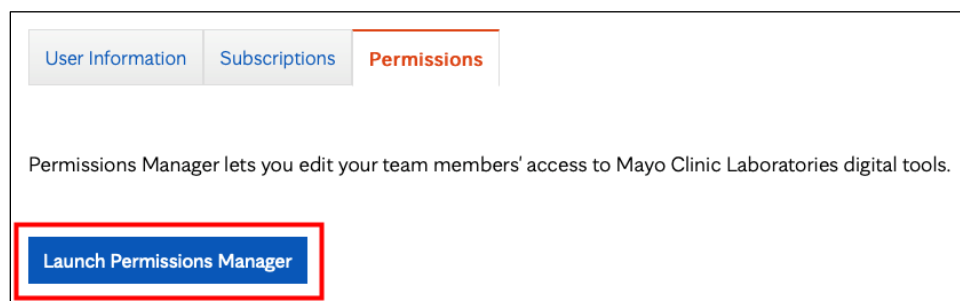 User Information Subscriptions Permissions
Permissions Manager lets you edit your team members' access to Mayo Clinic Laboratories digital tools.
Launch Permissions Manager